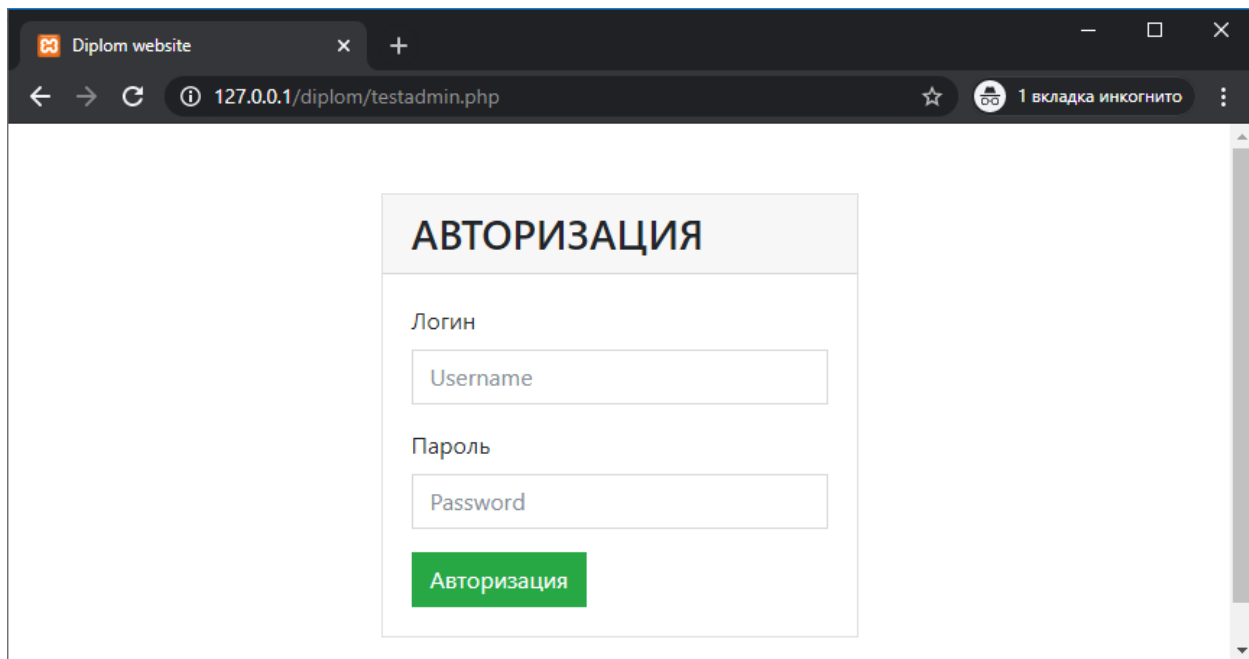 Diplom website
127.0.0.1/diplom/testadmin.php
1 вкладка инкогнито
АВТОРИЗАЦИЯ
Логин
Username
Пароль
Password
Авторизация